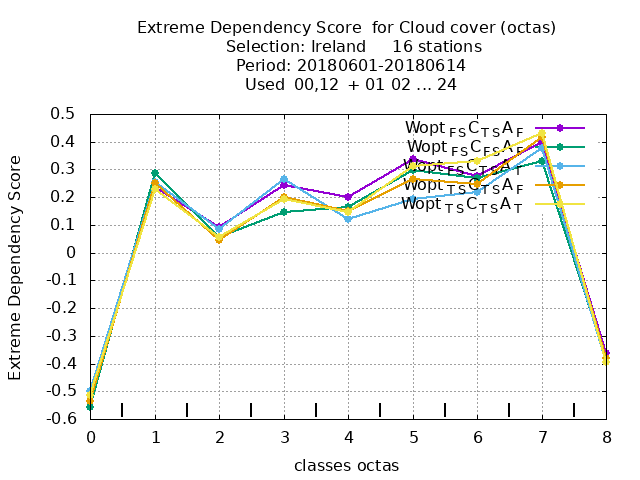 Extreme Dependency Score for Cloud cover (octas)
Selection: Ireland 16 stations
Period: 20180601-20180614
Used 00,12 + 01 02 ... 24
Extreme Dependency Score
0.5
0.4
0.3
0.2
0.1
0
-0.1
-0.2
-0.3
-0.4
-0.5
-0.6
Wopt FS C TS A F
Wopt FS C FS A F
Wopt FS C TS A T
Wopt TS C TS A F
Wopt TS C TS A T
0 1 2 3 4 5 6 7 8
classes octas